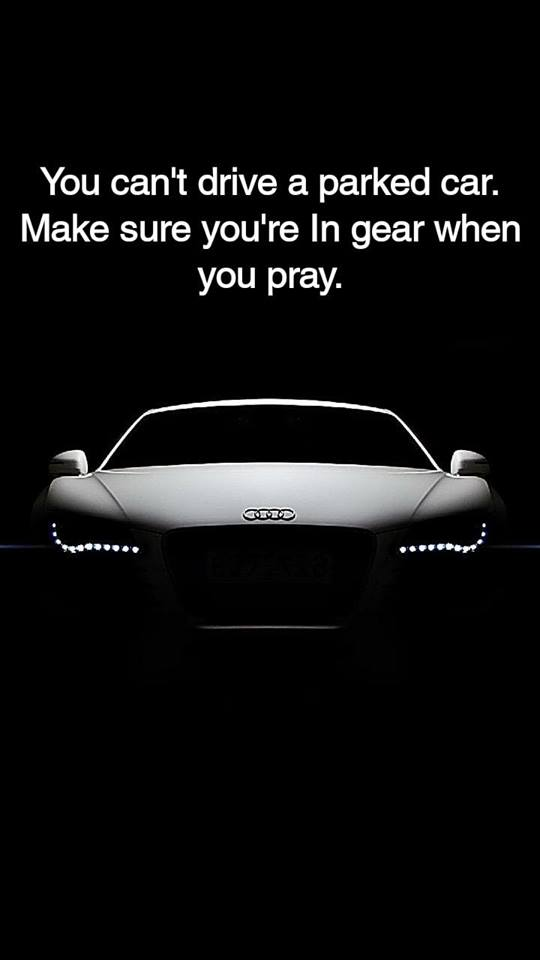 You can't drive a parked car.
Make sure you're In gear when
you pray.